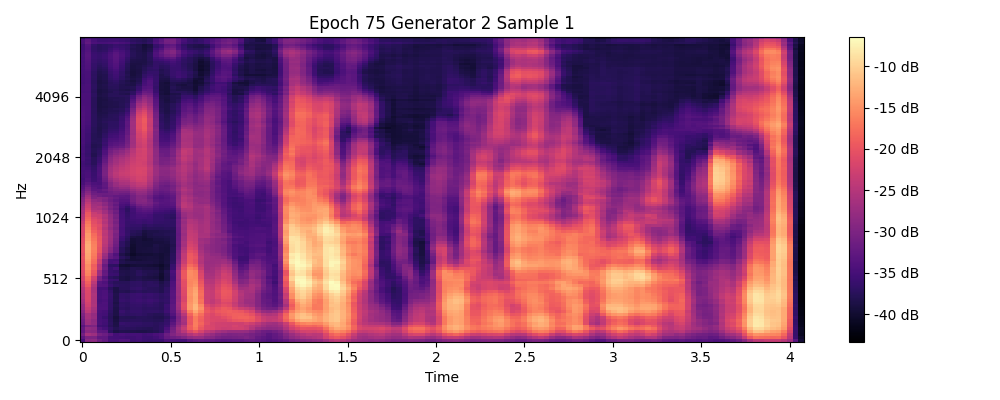 Epoch 75 Generator 2 Sample 1
Hz
4096
2048
1024
512
0
0 0.5 1 1.5 2 2.5 3 3.5 4
Time
-10 dB
-15 dB
-20 dB
-25 dB
-30 dB
-35 dB
-40 dB